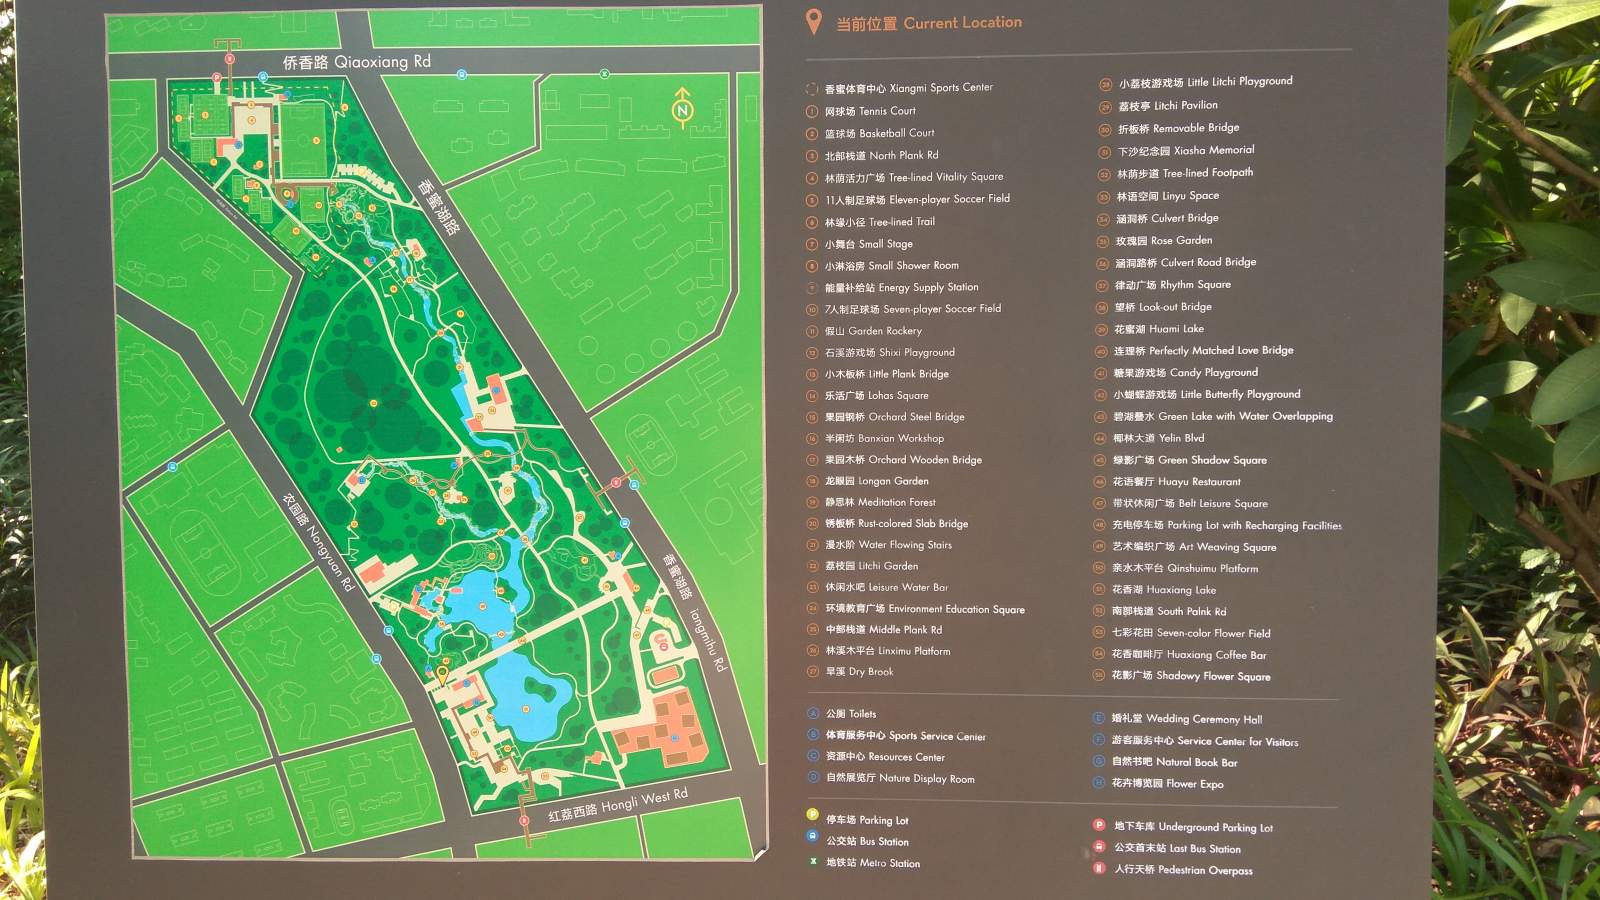 当前位置 Current Location
侨香路 Qiaoxiang Rd
N
香蜜湖路
农园路 Nongyuan Rd
香蜜湖路 iangmihu Rd
红荔西路 Hongli West Rd
香蜜体育中心 Xiangmi Sports Center
1 网球场 Tennis Court
2 篮球场 Basketball Court
3 北部栈道 North Plank Rd
4 林荫活力广场 Tree-lined Vitality Square
5 11人制足球场 Eleven-player Soccer Field
6 林缘小径 Tree-lined Trail
7 小舞台 Small Stage
8 小淋浴房 Small Shower Room
9 能量补给站 Energy Supply Station
10 7人制足球场 Seven-player Soccer Field
11 假山 Garden Rockery
12 石溪游戏场 Shixi Playground
13 小木板桥 Little Plank Bridge
14 乐活广场 Lohas Square
15 果园钢桥 Orchard Steel Bridge
16 半闲坊 Banxian Workshop
17 果园木桥 Orchard Wooden Bridge
18 龙眼园 Longan Garden
19 静思林 Meditation Forest
20 锈板桥 Rust-colored Slab Bridge
21 漫水阶 Water Flowing Stairs
22 荔枝园 Litchi Garden
23 休闲水吧 Leisure Water Bar
24 环境教育广场 Environment Education Square
25 中部栈道 Middle Plank Rd
26 林溪木平台 Linximu Platform
27 旱溪 Dry Brook
28 小荔枝游戏场 Little Litchi Playground
29 荔枝亭 Litchi Pavilion
30 折板桥 Removable Bridge
31 下沙纪念园 Xiasha Memorial
32 林荫步道 Tree-lined Footpath
33 林语空间 Linyu Space
34 涵洞桥 Culvert Bridge
35 玫瑰园 Rose Garden
36 涵洞路桥 Culvert Road Bridge
37 律动广场 Rhythm Square
38 望桥 Look-out Bridge
39 花蜜湖 Huami Lake
40 连理桥 Perfectly Matched Love Bridge
41 糖果游戏场 Candy Playground
42 小蝴蝶游戏场 Little Butterfly Playground
43 碧湖叠水 Green Lake with Water Overlapping
44 椰林大道 Yelin Blvd
45 绿影广场 Green Shadow Square
46 花语餐厅 Huayu Restaurant
47 带状休闲广场 Belt Leisure Square
48 充电停车场 Parking Lot with Recharging Facilities
49 艺术编织广场 Art Weaving Square
50 亲水木平台 Qinshuimu Platform
51 花香湖 Huaxiang Lake
52 南部栈道 South Palnk Rd
53 七彩花田 Seven-color Flower Field
54 花香咖啡厅 Huaxiang Coffee Bar
55 花影广场 Shadowy Flower Square
A 公厕 Toilets
B 体育服务中心 Sports Service Center
C 资源中心 Resources Center
D 自然展览厅 Nature Display Room
E 婚礼堂 Wedding Ceremony Hall
F 游客服务中心 Service Center for Visitors
G 自然书吧 Natural Book Bar
H 花卉博览园 Flower Expo
P 停车场 Parking Lot
公交站 Bus Station
地铁站 Metro Station
P 地下车库 Underground Parking Lot
公交首末站 Last Bus Station
人行天桥 Pedestrian Overpass